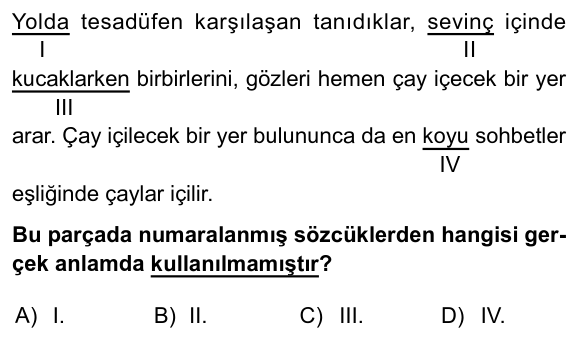 Yolda tesadüfen karşılaşan tanıdıklar, sevinç içinde
I II
kucaklarken birbirlerini, gözleri hemen çay içecek bir yer
III
arar. Çay içilecek bir yer bulununca da en koyu sohbetler
IV
eşliğinde çaylar içilir.
Bu parçada numaralanmış sözcüklerden hangisi ger-
çek anlamda kullanılmamıştır?
A) I. B) II. C) III. D) IV.